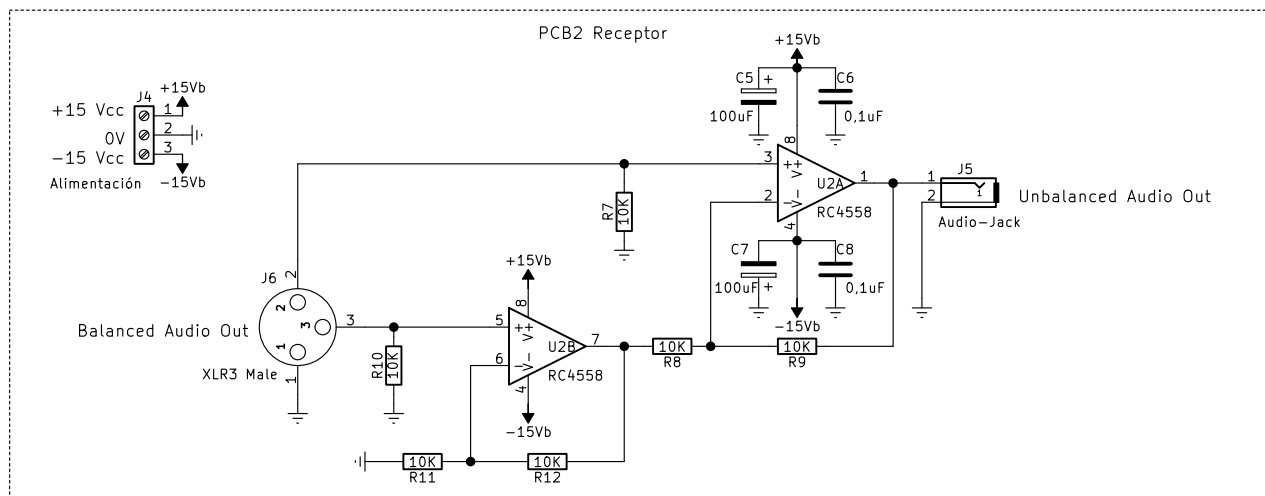 PCB2 Receptor
+15Vb
C5
+
C6
100uF
0,1uF
J4
+15Vb
+15 Vcc
1
0V
2
-15 Vcc
3
Alimentación
-15Vb
8
3
+
V+
U2A
1
2
-
V-
RC4558
4
J5
1
2
1
Unbalanced Audio Out
Audio-Jack
R7
10K
C7
C8
100uF
+
0,1uF
-15Vb
+15Vb
J6
2
2
3
1
3
1
Balanced Audio Out
XLR3 Male
R10
10K
8
5
+
V+
U2B
7
6
-
V-
RC4558
4
-15Vb
10K
R8
10K
R9
10K
R11
10K
R12